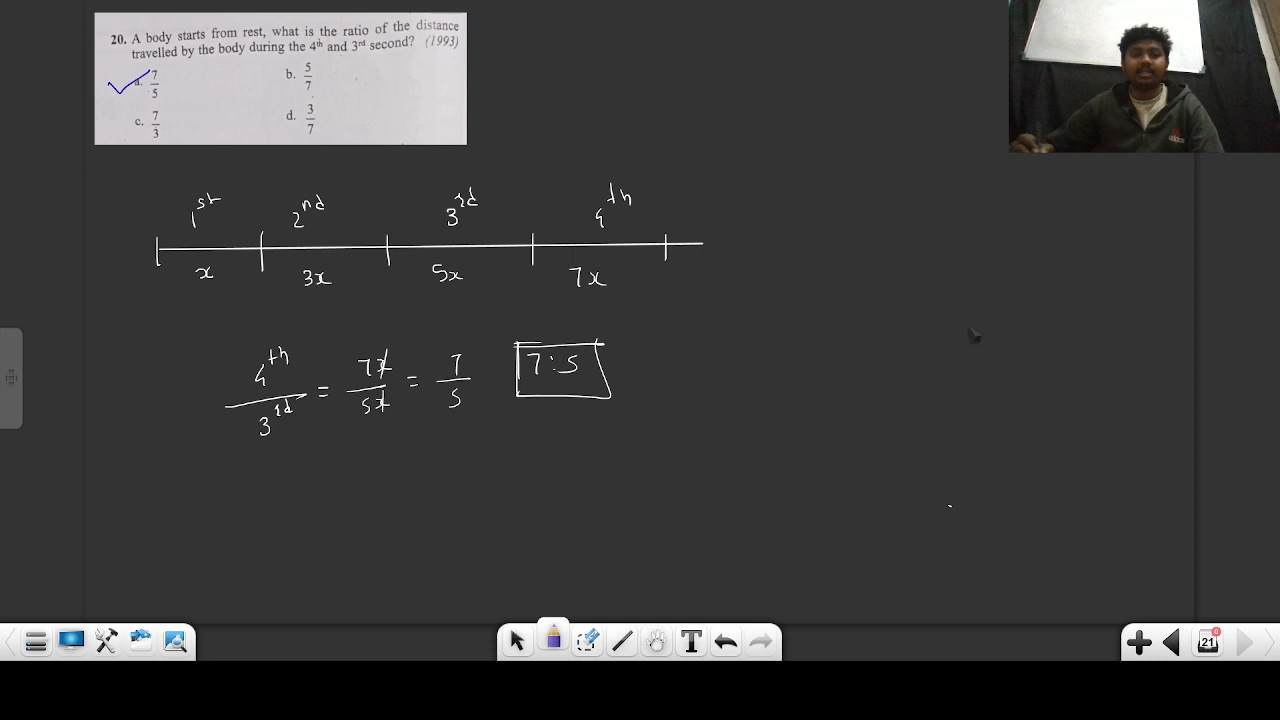 20. A body starts from rest, what is the ratio of the distance
travelled by the body during the 4th and 3rd second? (1993)
a. 7/5
b. 5/7
c. 7/3
d. 3/7
1st 2nd 3rd 4th
x 3x 5x 7x
4th/3rd = 7x/5x = 7/5 7:5
T
21